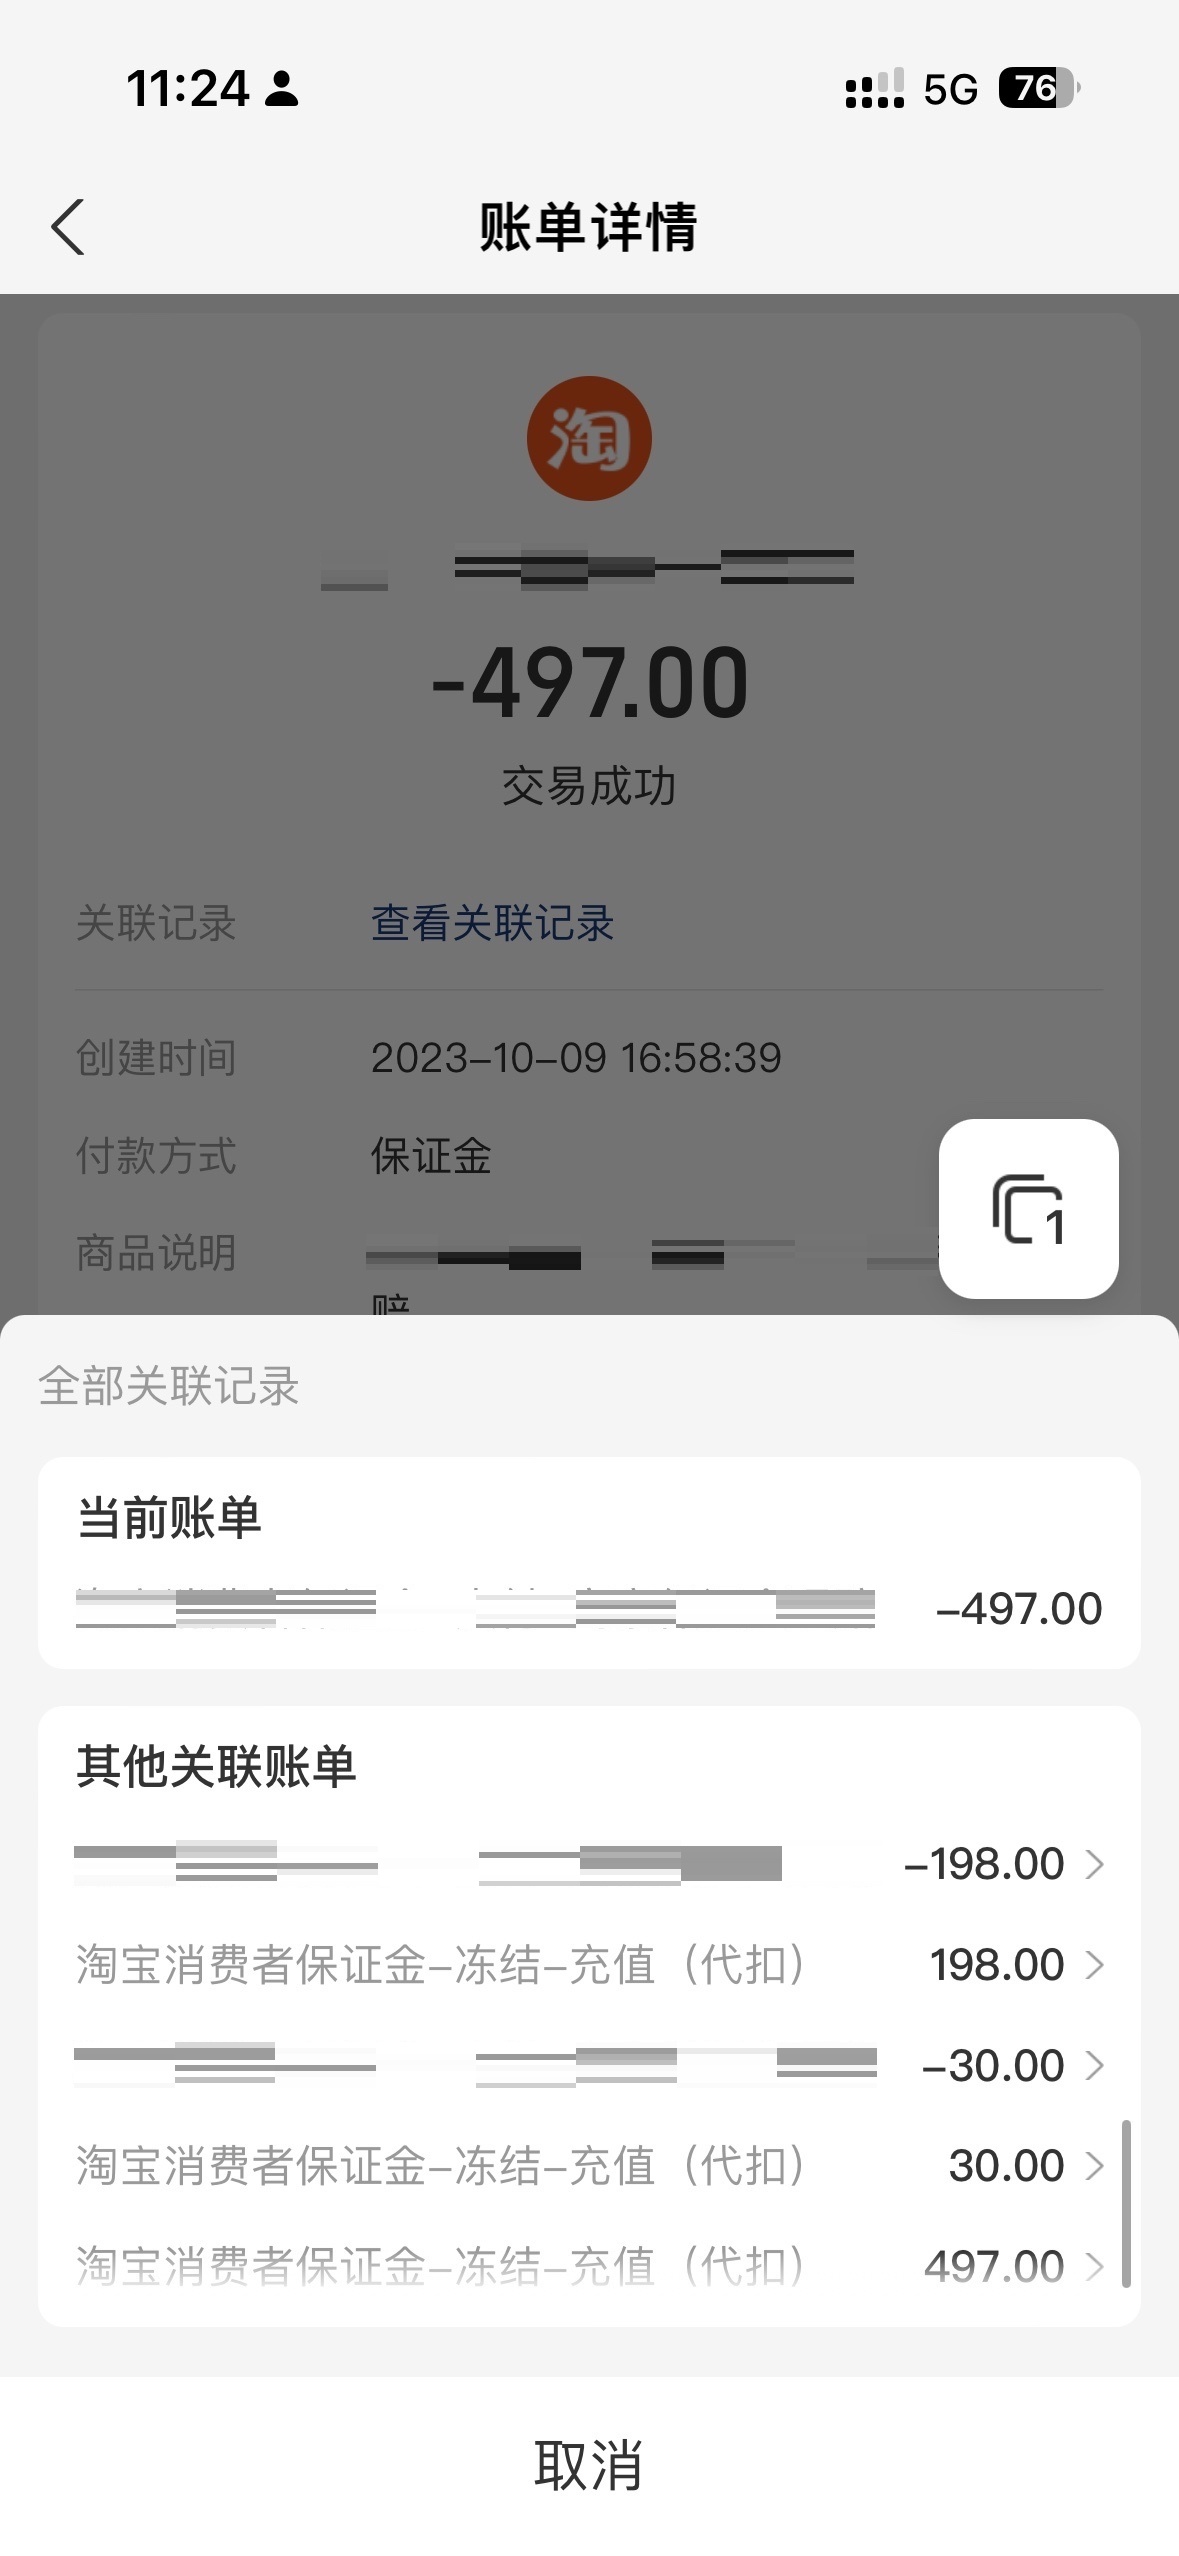 11:24
5G
76
账单详情
淘
-497.00
交易成功
关联记录 查看关联记录
创建时间 2023-10-09 16:58:39
付款方式 保证金
商品说明
赔
1
全部关联记录
当前账单
-497.00
其他关联账单
-198.00
淘宝消费者保证金-冻结-充值（代扣） 198.00
-30.00
淘宝消费者保证金-冻结-充值（代扣） 30.00
淘宝消费者保证金-冻结-充值（代扣） 497.00
取消